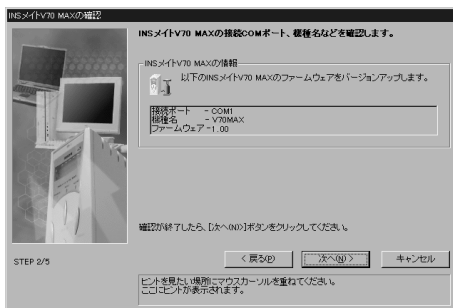 INSメイトV70 MAXの確認
INSメイトV70 MAXの接続COMポート、機種名などを確認します。
INSメイトV70 MAXの情報
以下のINSメイトV70 MAXのファームウェアをバージョンアップします。
接続ポート - COM1
機種名 - V70MAX
ファームウェア - 1.00
確認が終了したら、[次へ(N)>]ボタンをクリックしてください。
STEP 2/5
< 戻る(P)
次へ(N) >
キャンセル
ヒントを見たい場所にマウスカーソルを重ねてください。
ここにヒントが表示されます。